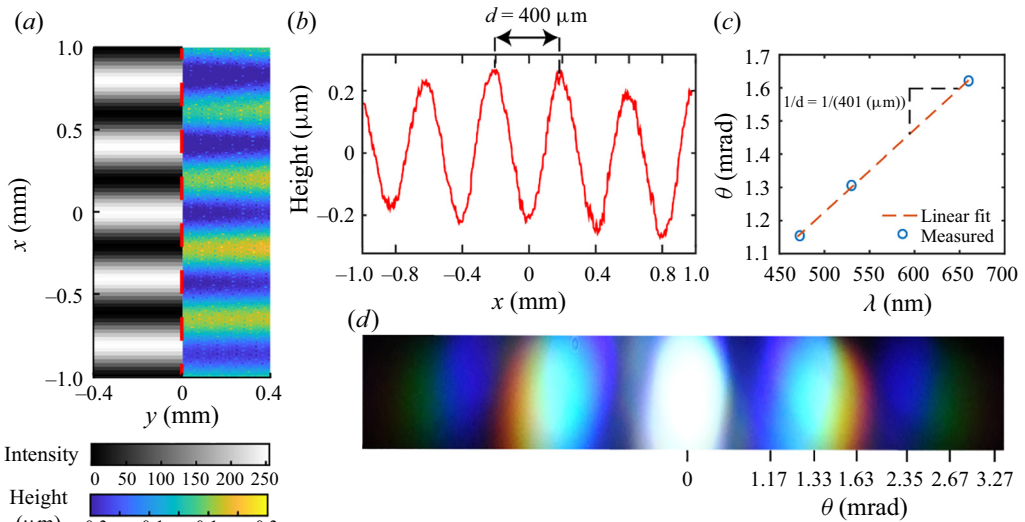 (a)
1.0
0.5
0
−0.5
−1.0
x (mm)
−0.4 0 0.4
y (mm)
Intensity
0 50 100 150 200 250
Height
(b)
d = 400 μm
Height (μm)
0.2
0
−0.2
−1.0 −0.8 −0.4 0 0.4 0.8 1.0
x (mm)
(c)
θ (mrad)
1.7
1.6
1.5
1.4
1.3
1.2
1.1
1/d = 1/(401 (μm))
Linear fit
Measured
450 500 550 600 650 700
λ (nm)
(d)
0 1.17 1.33 1.63 2.35 2.67 3.27
θ (mrad)